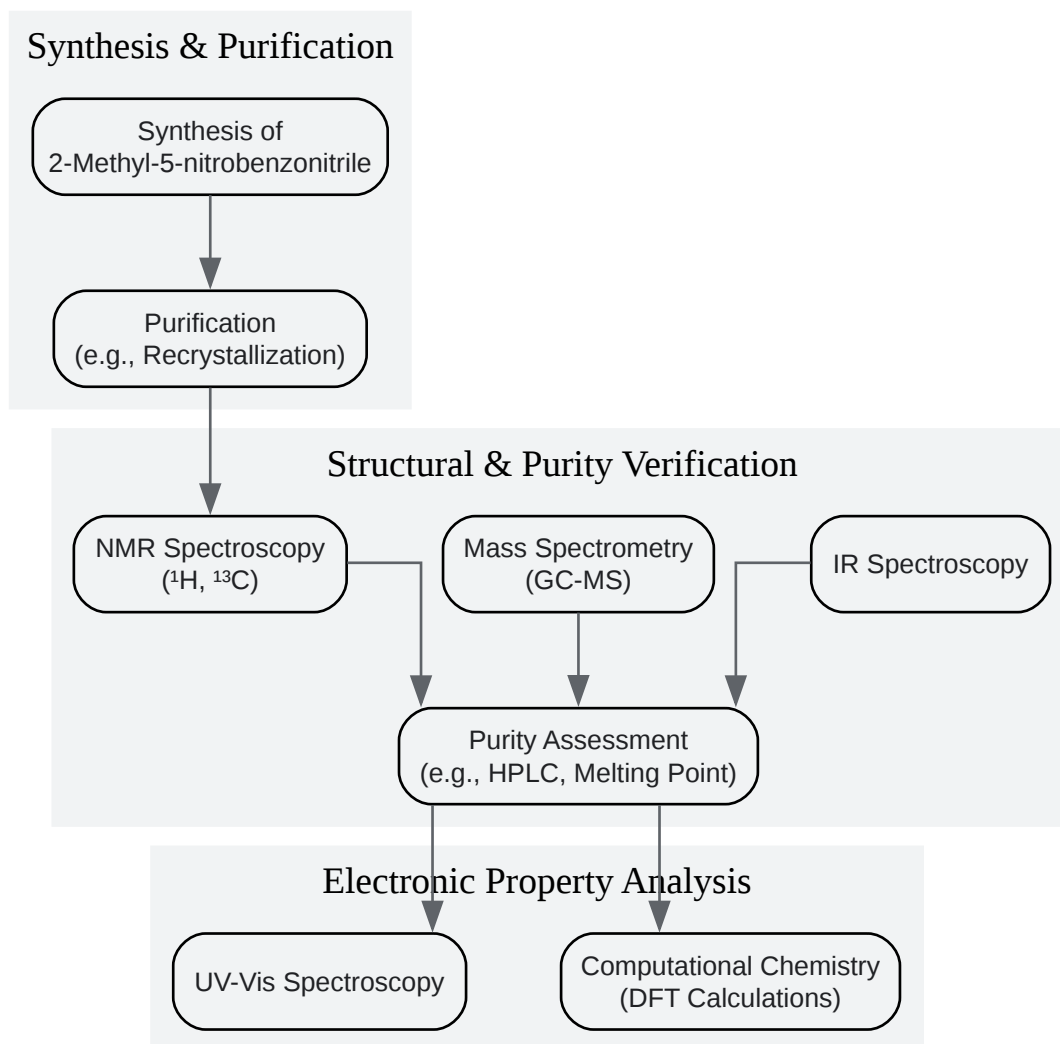 Synthesis & Purification
Synthesis of
2-Methyl-5-nitrobenzonitrile
Purification
(e.g., Recrystallization)
Structural & Purity Verification
NMR Spectroscopy
(¹H, ¹³C)
Mass Spectrometry
(GC-MS)
IR Spectroscopy
Purity Assessment
(e.g., HPLC, Melting Point)
Electronic Property Analysis
UV-Vis Spectroscopy
Computational Chemistry
(DFT Calculations)